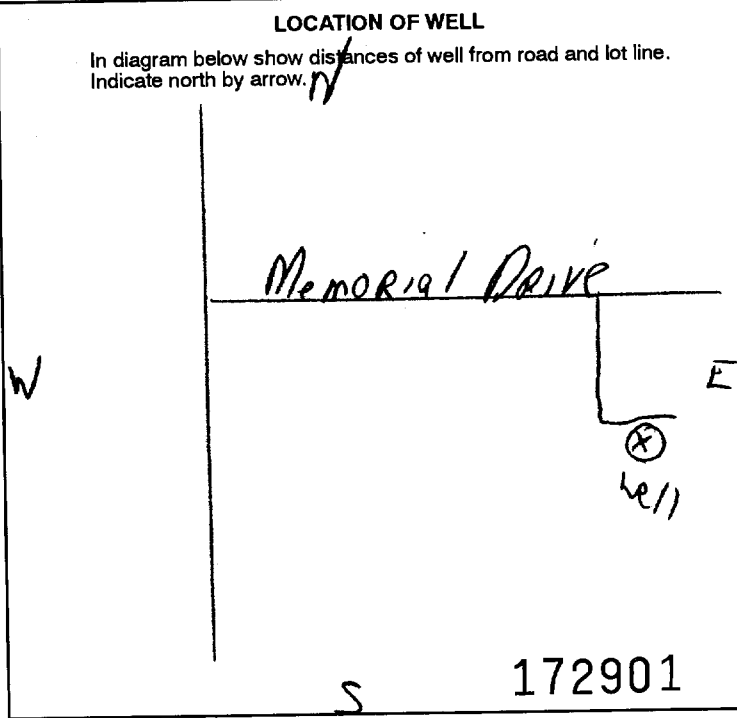 LOCATION OF WELL
In diagram below show distances of well from road and lot line.
Indicate north by arrow. N
Memorial Drive
W
E
X
well
172901
S